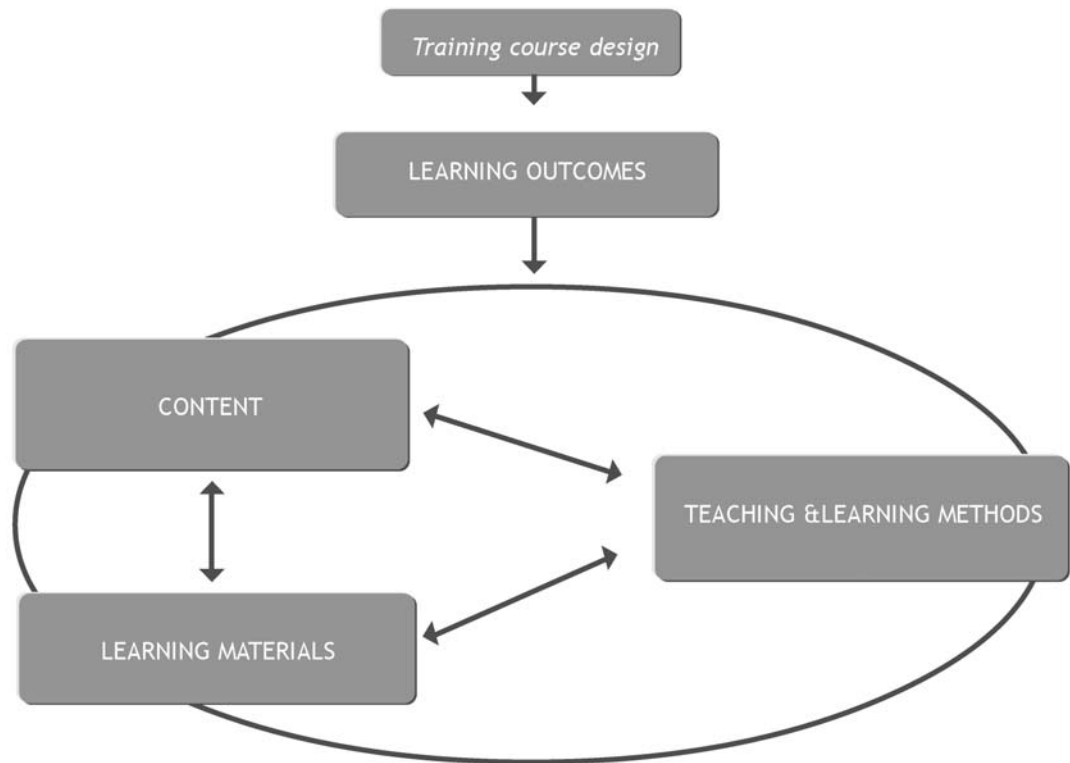 Training course design
LEARNING OUTCOMES
CONTENT
TEACHING &LEARNING METHODS
LEARNING MATERIALS